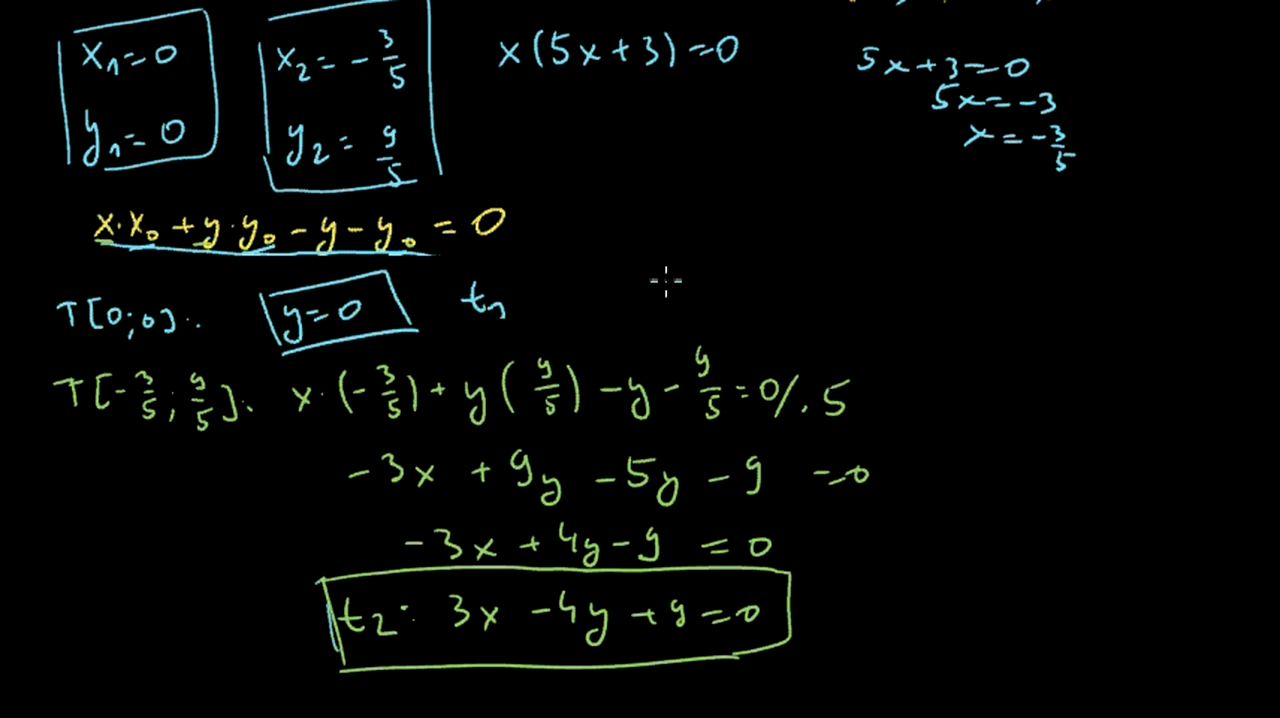 x₁=0
y₁=0
x₂=-3/5
y₂=9/5
x(5x+3)=0
5x+3=0
5x=-3
x=-3/5
x·x₀+y·y₀-y-y₀=0
T[0;0]: y=0 t₁
T[-3/5;9/5]: x·(-3/5)+y(9/5)-y-9/5=0/·5
-3x+9y-5y-9=0
-3x+4y-9=0
t₂: 3x-4y+9=0